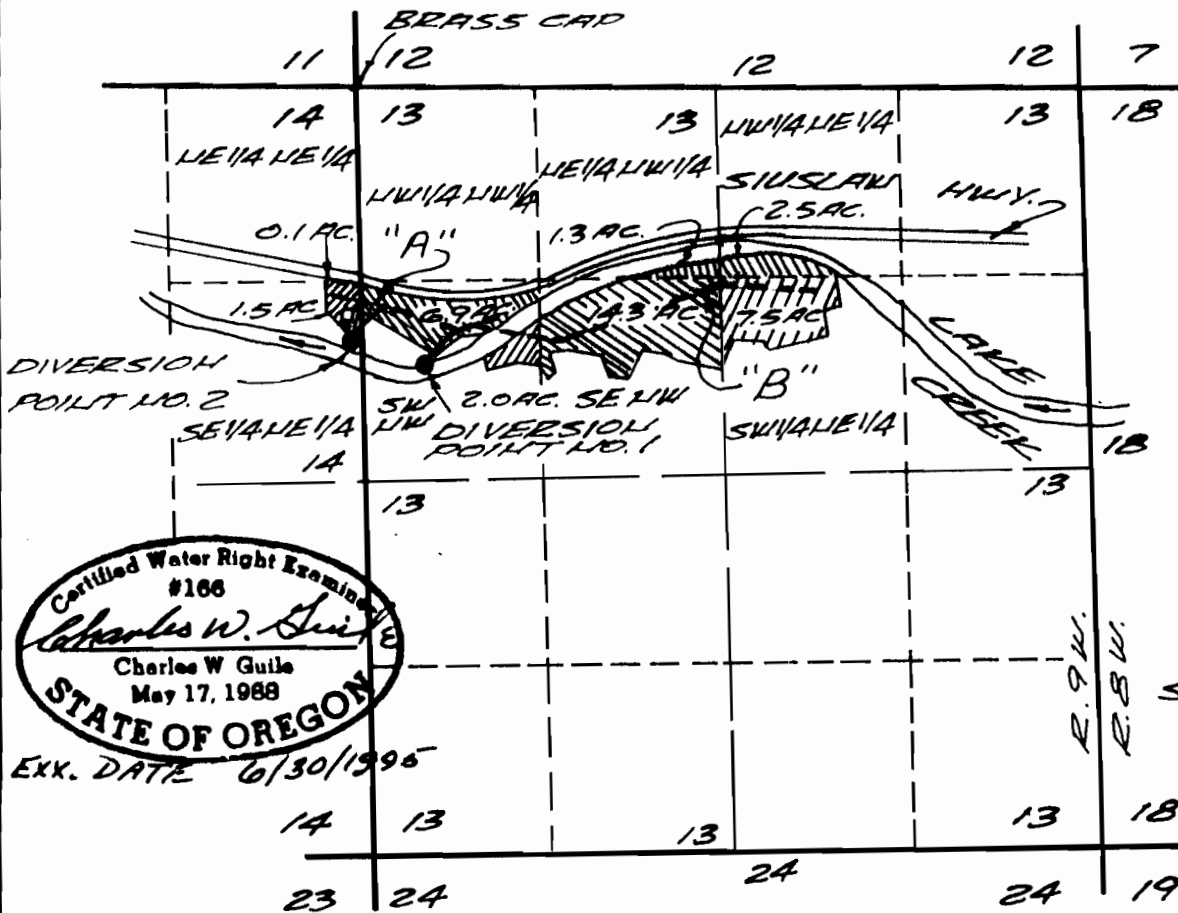 BRASS CAP
11 12 12 12 7
14 13 13 13 18
NW1/4NE1/4
NE1/4NE1/4
NE1/4NW1/4
NW1/4NW1/4
SIUSLAW HWY.
2.5 AC.
0.1 AC. "A" 1.3 AC.
1.5 AC 6.9 AC. 14.3 AC 7.5 AC
LAKE CREEK
DIVERSION
POINT NO. 2
"B"
SW NW
2.0 AC. SE NW
SE1/4NE1/4
DIVERSION
POINT NO. 1
SW1/4NE1/4
18
14
13 13
Certified Water Right Examiner
#166
Charles W. Guile
Charles W Guile
May 17, 1988
STATE OF OREGON
EXX. DATE 6/30/1995
R. 9 W.
R. 8 W.
14 13 13 13 18
23 24 24 24 19